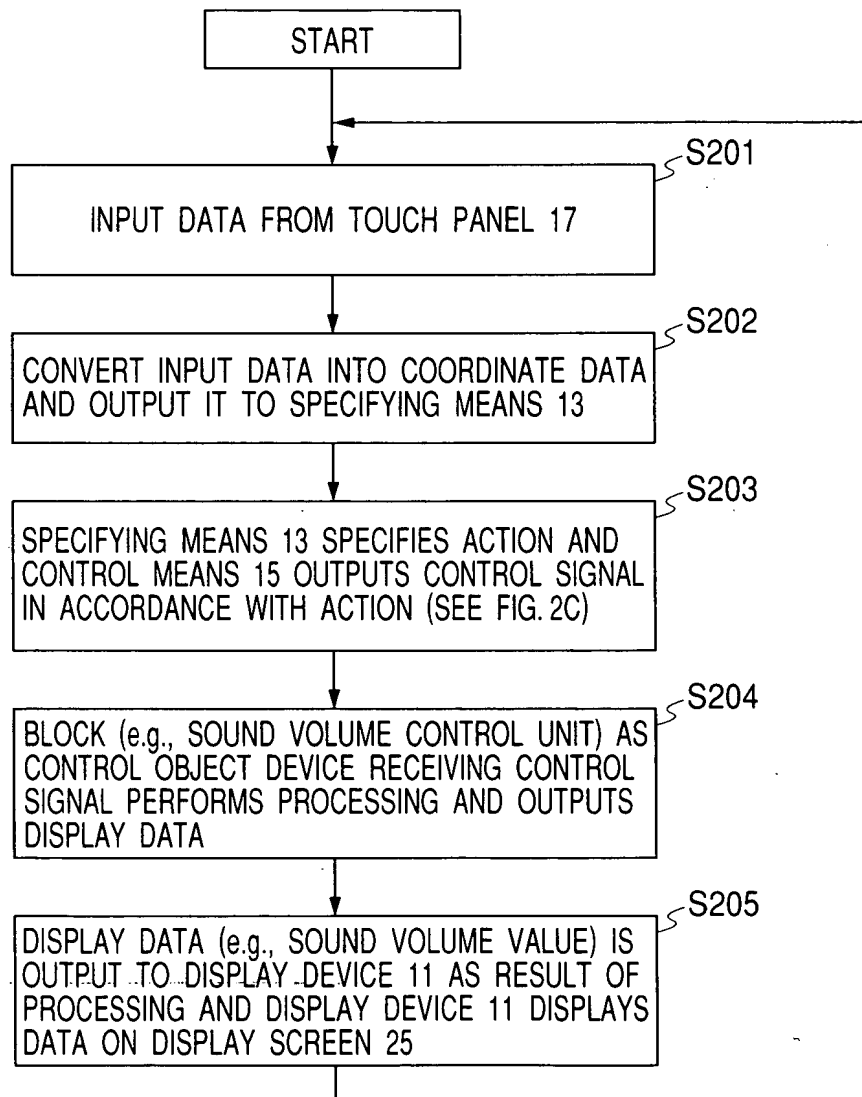 START
S201
INPUT DATA FROM TOUCH PANEL 17
S202
CONVERT INPUT DATA INTO COORDINATE DATA
AND OUTPUT IT TO SPECIFYING MEANS 13
S203
SPECIFYING MEANS 13 SPECIFIES ACTION AND
CONTROL MEANS 15 OUTPUTS CONTROL SIGNAL
IN ACCORDANCE WITH ACTION (SEE FIG. 2C)
S204
BLOCK (e.g., SOUND VOLUME CONTROL UNIT) AS
CONTROL OBJECT DEVICE RECEIVING CONTROL
SIGNAL PERFORMS PROCESSING AND OUTPUTS
DISPLAY DATA
S205
DISPLAY DATA (e.g., SOUND VOLUME VALUE) IS
OUTPUT TO DISPLAY DEVICE 11 AS RESULT OF
PROCESSING AND DISPLAY DEVICE 11 DISPLAYS
DATA ON DISPLAY SCREEN 25